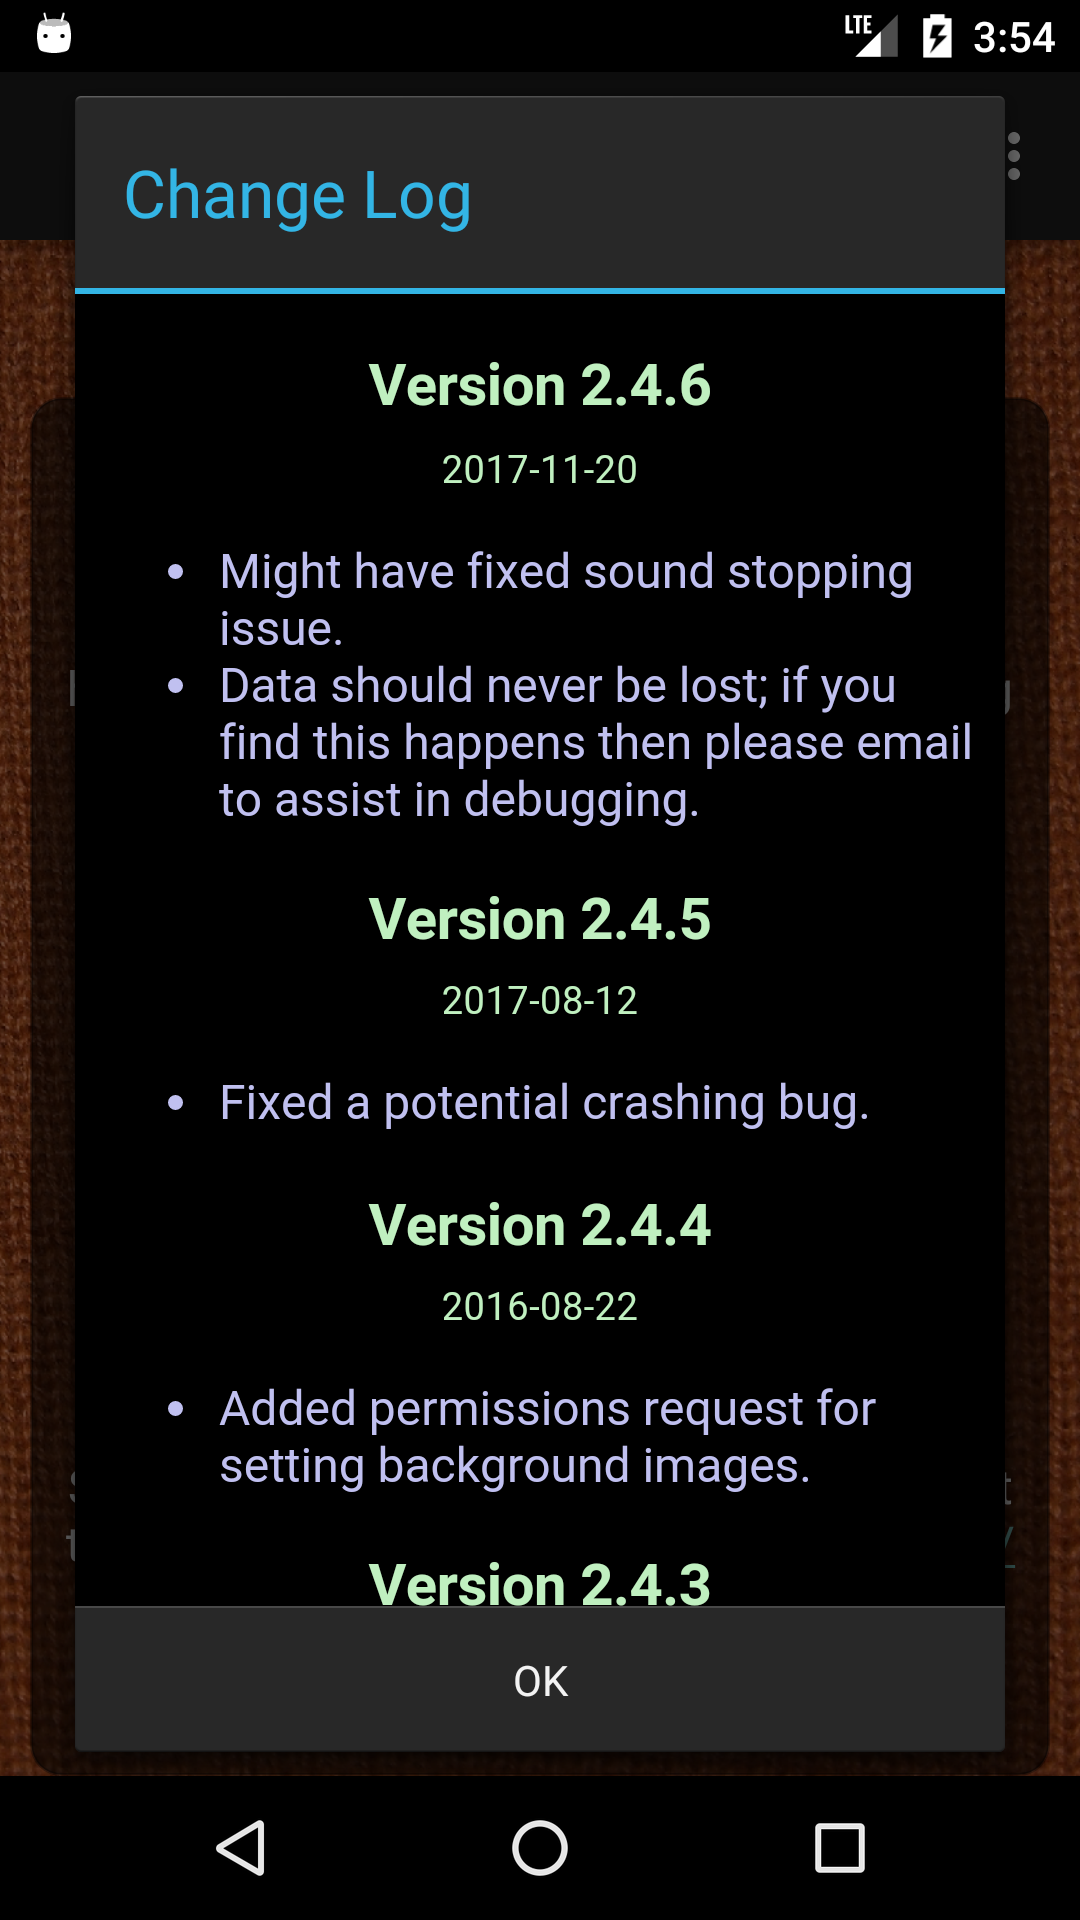 LTE 3:54
Change Log
Version 2.4.6
2017-11-20
• Might have fixed sound stopping
issue.
• Data should never be lost; if you
find this happens then please email
to assist in debugging.
Version 2.4.5
2017-08-12
• Fixed a potential crashing bug.
Version 2.4.4
2016-08-22
• Added permissions request for
setting background images.
Version 2.4.3
OK